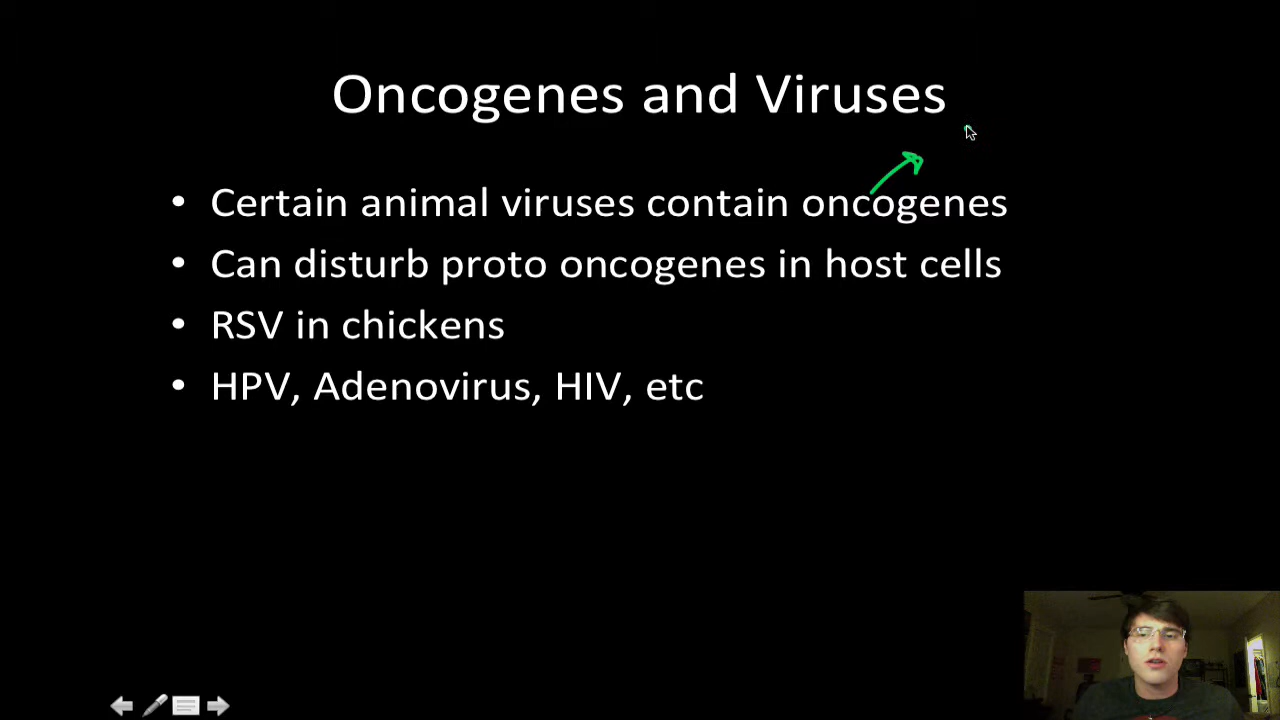 Oncogenes and Viruses
• Certain animal viruses contain oncogenes
• Can disturb proto oncogenes in host cells
• RSV in chickens
• HPV, Adenovirus, HIV, etc